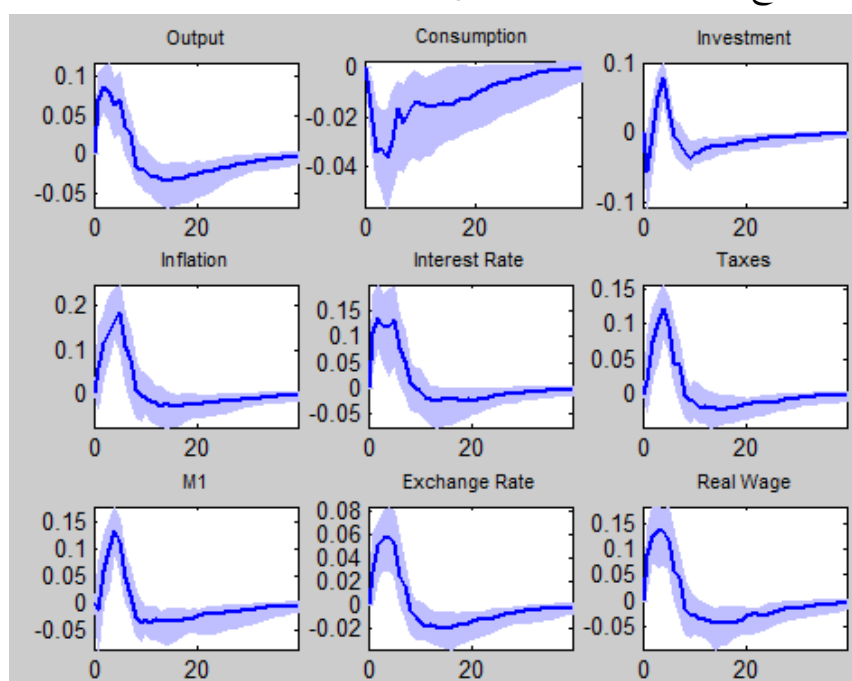 Output Consumption Investment
0.1 0.05 0 -0.05
0 20
0 -0.02 -0.04
0 20
0.1 0 -0.1
0 20
Inflation Interest Rate Taxes
0.2 0.1 0
0 20
0.15 0.1 0.05 0 -0.05
0 20
0.15 0.1 0.05 0
0 20
M1 Exchange Rate Real Wage
0.15 0.1 0.05 0 -0.05
0 20
0.08 0.06 0.04 0.02 0 -0.02
0 20
0.15 0.1 0.05 0 -0.05
0 20